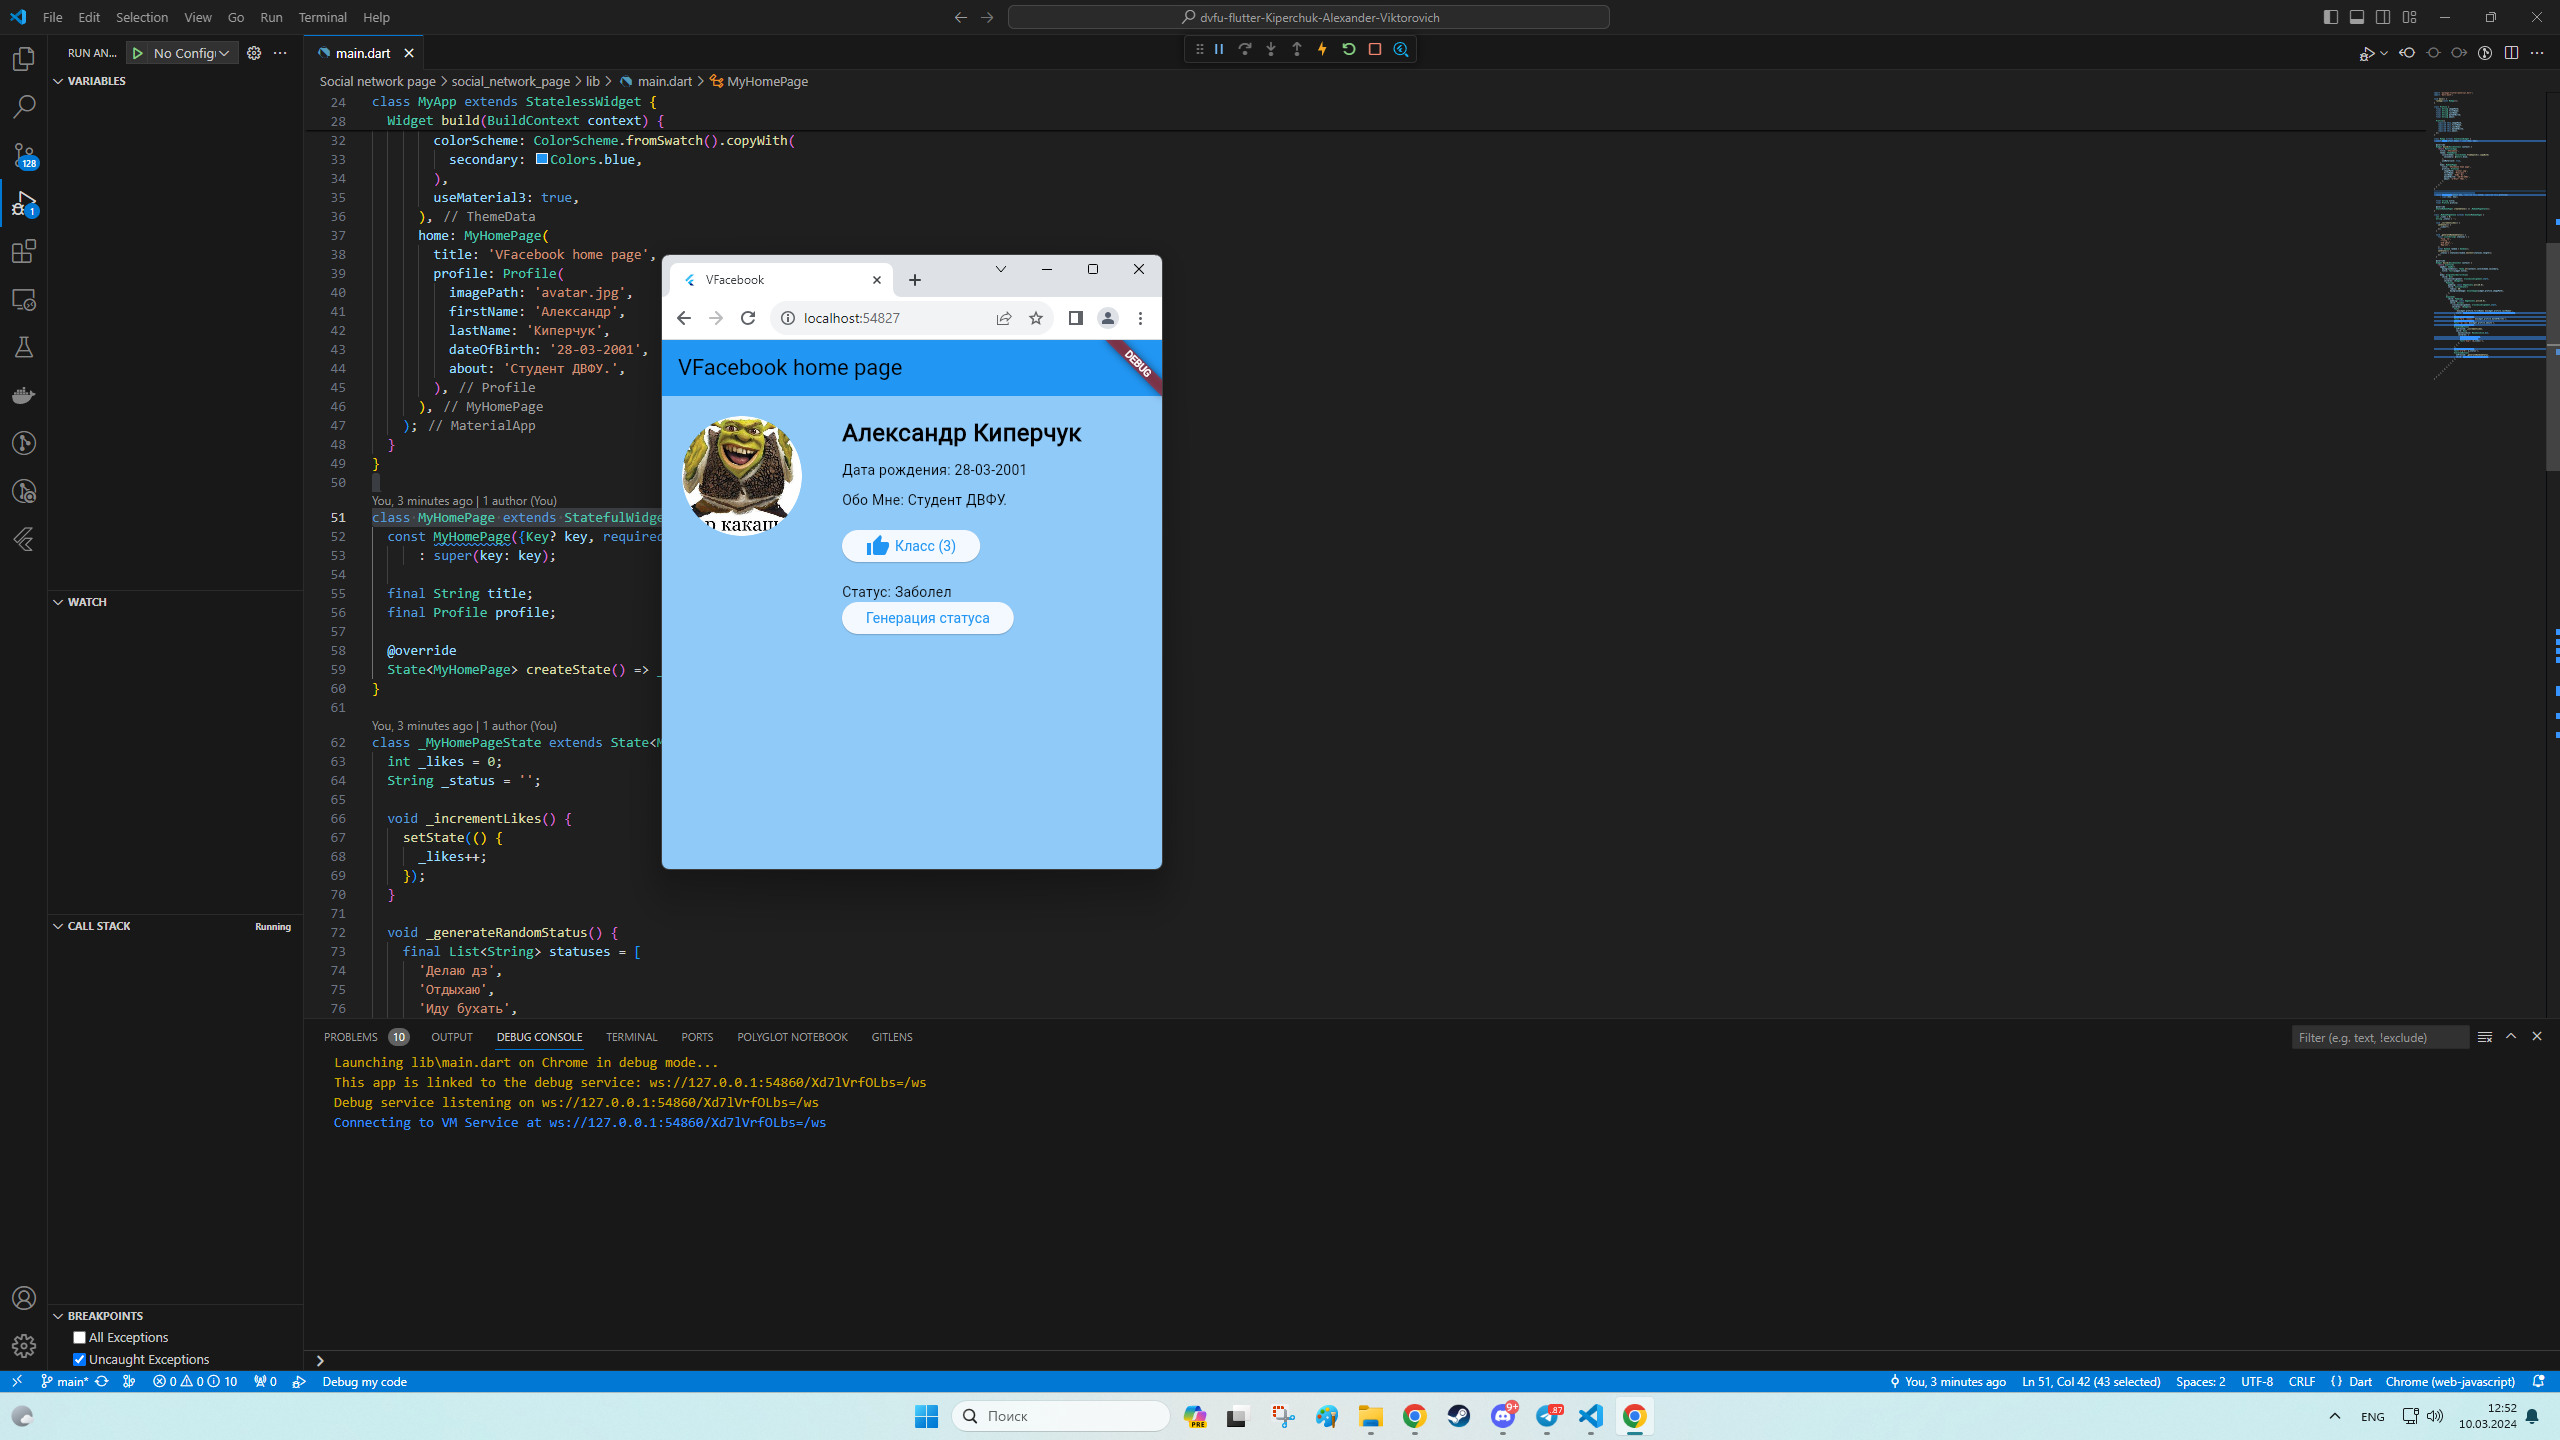 File Edit Selection View Go Run Terminal Help
dvfu-flutter-Kiperchuk-Alexander-Viktorovich
RUN AN... No Config
VARIABLES
128
1
WATCH
CALL STACK Running
BREAKPOINTS
All Exceptions
Uncaught Exceptions
main.dart
Social network page > social_network_page > lib > main.dart > MyHomePage
24 class MyApp extends StatelessWidget {
28 Widget build(BuildContext context) {
32 colorScheme: ColorScheme.fromSwatch().copyWith(
33 secondary: Colors.blue,
34 ),
35 useMaterial3: true,
36 ), // ThemeData
37 home: MyHomePage(
38 title: 'VFacebook home page',
39 profile: Profile(
40 imagePath: 'avatar.jpg',
41 firstName: 'Александр',
42 lastName: 'Киперчук',
43 dateOfBirth: '28-03-2001',
44 about: 'Студент ДВФУ.',
45 ), // Profile
46 ), // MyHomePage
47 ); // MaterialApp
48 }
49 }
50
You, 3 minutes ago | 1 author (You)
51 class MyHomePage extends StatefulWidge
52 const MyHomePage({Key? key, required
53 : super(key: key);
54
55 final String title;
56 final Profile profile;
57
58 @override
59 State<MyHomePage> createState() => _
60 }
61
You, 3 minutes ago | 1 author (You)
62 class _MyHomePageState extends State<M
63 int _likes = 0;
64 String _status = '';
65
66 void _incrementLikes() {
67 setState(() {
68 _likes++;
69 });
70 }
71
72 void _generateRandomStatus() {
73 final List<String> statuses = [
74 'Делаю дз',
75 'Отдыхаю',
76 'Иду бухать',
VFacebook
localhost:54827
VFacebook home page
DEBUG
р какаш
Александр Киперчук
Дата рождения: 28-03-2001
Обо Мне: Студент ДВФУ.
Класс (3)
Статус: Заболел
Генерация статуса
PROBLEMS 10 OUTPUT DEBUG CONSOLE TERMINAL PORTS POLYGLOT NOTEBOOK GITLENS
Filter (e.g. text, !exclude)
Launching lib\main.dart on Chrome in debug mode...
This app is linked to the debug service: ws://127.0.0.1:54860/Xd7lVrfOLbs=/ws
Debug service listening on ws://127.0.0.1:54860/Xd7lVrfOLbs=/ws
Connecting to VM Service at ws://127.0.0.1:54860/Xd7lVrfOLbs=/ws
main* 0 0 10 0 Debug my code
You, 3 minutes ago Ln 51, Col 42 (43 selected) Spaces: 2 UTF-8 CRLF {} Dart Chrome (web-javascript)
Поиск
PRE
9+
87
ENG
12:52
10.03.2024